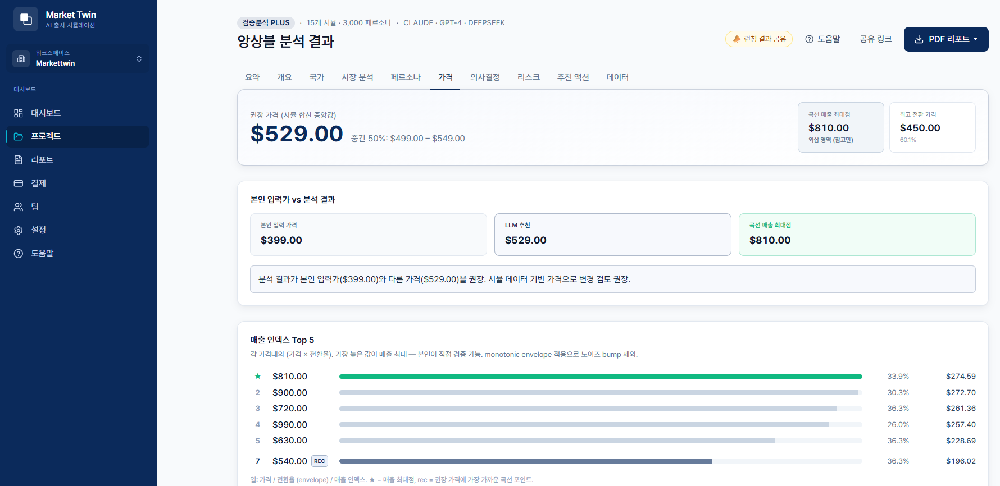 Market Twin
AI 출시 시뮬레이션
워크스페이스
Markettwin
대시보드
대시보드
프로젝트
리포트
결제
팀
설정
도움말
검증분석 PLUS · 15개 시뮬 · 3,000 페르소나 · CLAUDE · GPT-4 · DEEPSEEK
앙상블 분석 결과
런칭 결과 공유
도움말
공유 링크
PDF 리포트
요약 개요 국가 시장 분석 페르소나 가격 의사결정 리스크 추천 액션 데이터
권장 가격 (시뮬 합산 중앙값)
$529.00 중간 50%: $499.00 – $549.00
곡선 매출 최대점
$810.00
외삽 영역 (참고만)
최고 전환 가격
$450.00
60.1%
본인 입력가 vs 분석 결과
본인 입력 가격
$399.00
LLM 추천
$529.00
곡선 매출 최대점
$810.00
분석 결과가 본인 입력가($399.00)와 다른 가격($529.00)을 권장. 시뮬 데이터 기반 가격으로 변경 검토 권장.
매출 인덱스 Top 5
각 가격대의 (가격 × 전환율). 가장 높은 값이 매출 최대 — 본인이 직접 검증 가능. monotonic envelope 적용으로 노이즈 bump 제외.
★ $810.00 33.9% $274.59
2 $900.00 30.3% $272.70
3 $720.00 36.3% $261.36
4 $990.00 26.0% $257.40
5 $630.00 36.3% $228.69
7 $540.00 REC 36.3% $196.02
열: 가격 / 전환율 (envelope) / 매출 인덱스. ★ = 매출 최대점, rec = 권장 가격에 가장 가까운 곡선 포인트.